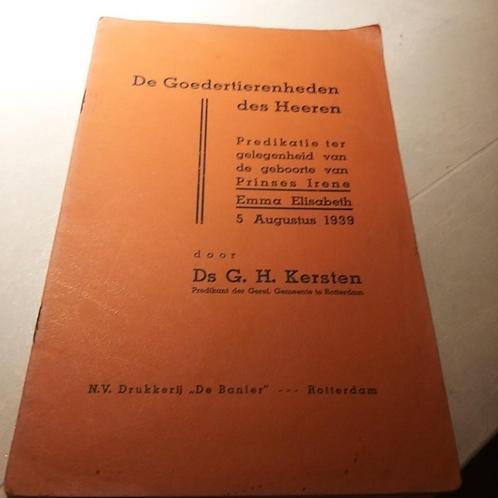 De Goedertierenheden
des Heeren
Predikatie ter
gelegenheid van
de geboorte van
Prinses Irene
Emma Elisabeth
5 Augustus 1939
door
Ds G. H. Kersten
Predikant der Geref. Gemeente te Rotterdam
N.V. Drukkerij „De Banier" --- Rotterdam